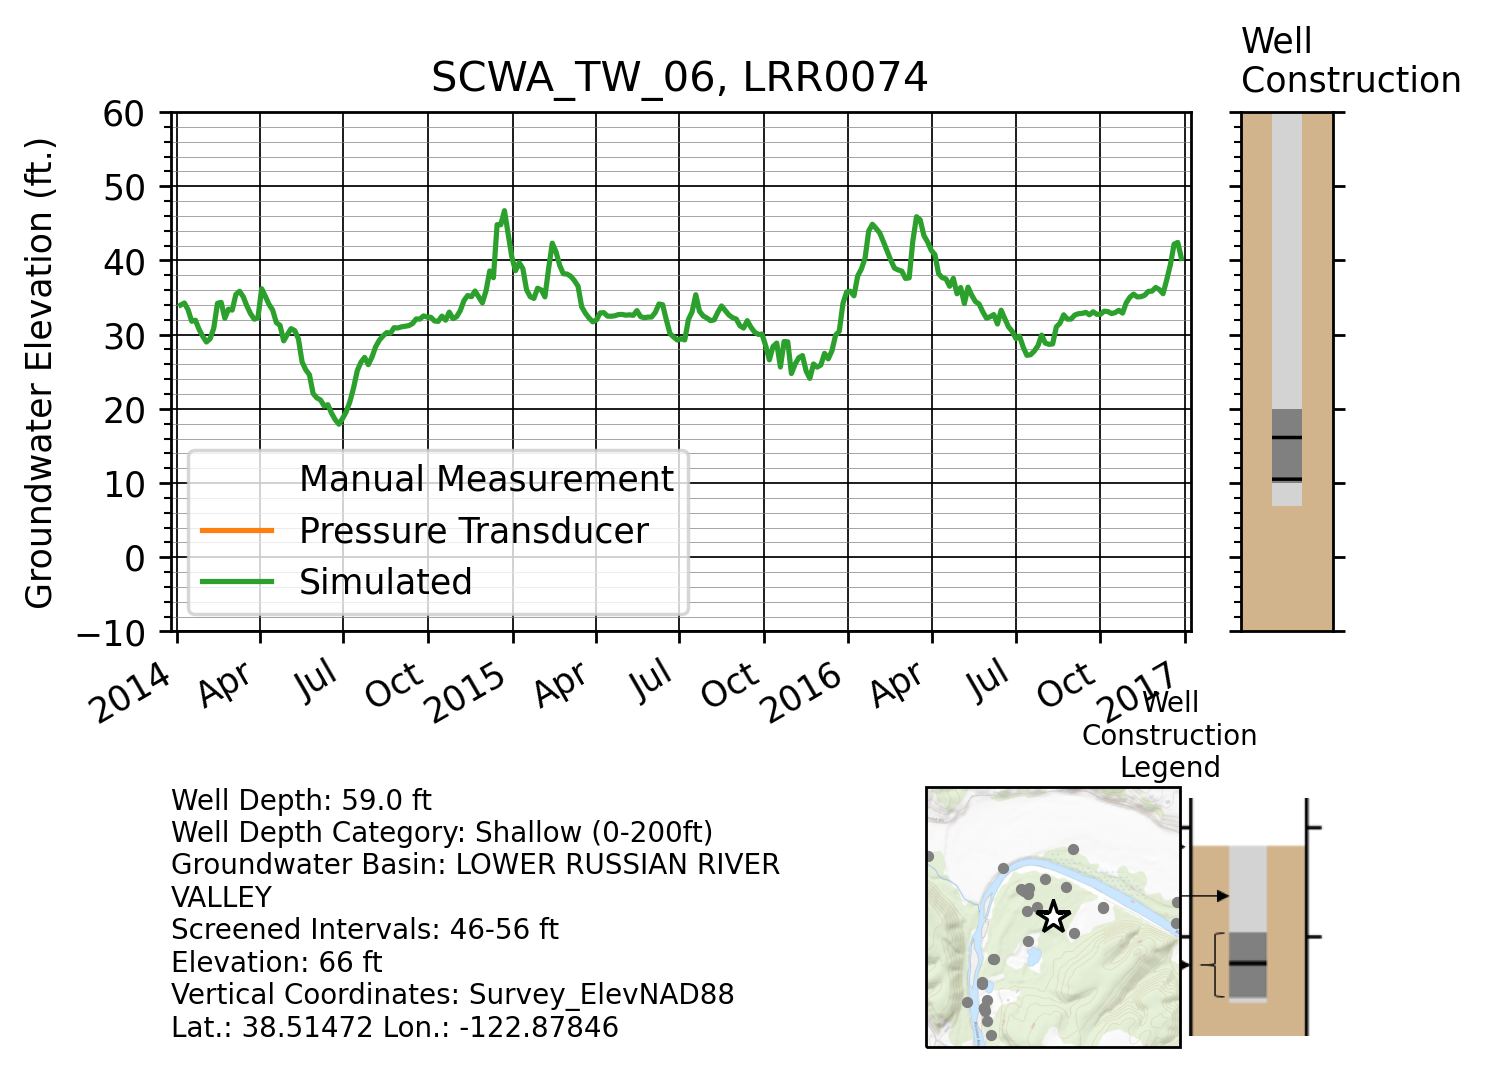 Well
Construction
SCWA_TW_06, LRR0074
Groundwater Elevation (ft.)
60
50
40
30
20
10
0
−10
Manual Measurement
Pressure Transducer
Simulated
2014 Apr Jul Oct 2015 Apr Jul Oct 2016 Apr Jul Oct 2017
Well
Construction
Legend
Well Depth: 59.0 ft
Well Depth Category: Shallow (0-200ft)
Groundwater Basin: LOWER RUSSIAN RIVER
VALLEY
Screened Intervals: 46-56 ft
Elevation: 66 ft
Vertical Coordinates: Survey_ElevNAD88
Lat.: 38.51472 Lon.: -122.87846